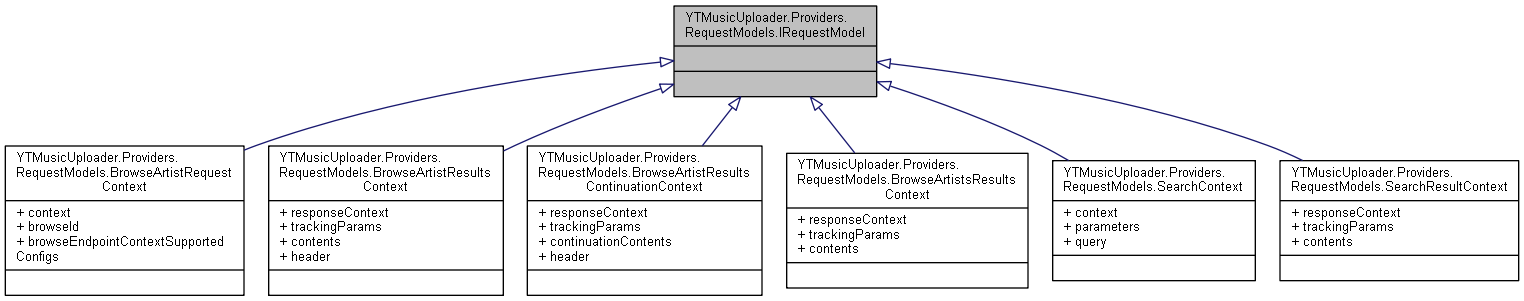 YTMusicUploader.Providers.
RequestModels.IRequestModel
YTMusicUploader.Providers.
RequestModels.BrowseArtistRequest
Context
+ context
+ browseId
+ browseEndpointContextSupported
Configs
YTMusicUploader.Providers.
RequestModels.BrowseArtistResults
Context
+ responseContext
+ trackingParams
+ contents
+ header
YTMusicUploader.Providers.
RequestModels.BrowseArtistResults
ContinuationContext
+ responseContext
+ trackingParams
+ continuationContents
+ header
YTMusicUploader.Providers.
RequestModels.BrowseArtistsResults
Context
+ responseContext
+ trackingParams
+ contents
YTMusicUploader.Providers.
RequestModels.SearchContext
+ context
+ parameters
+ query
YTMusicUploader.Providers.
RequestModels.SearchResultContext
+ responseContext
+ trackingParams
+ contents